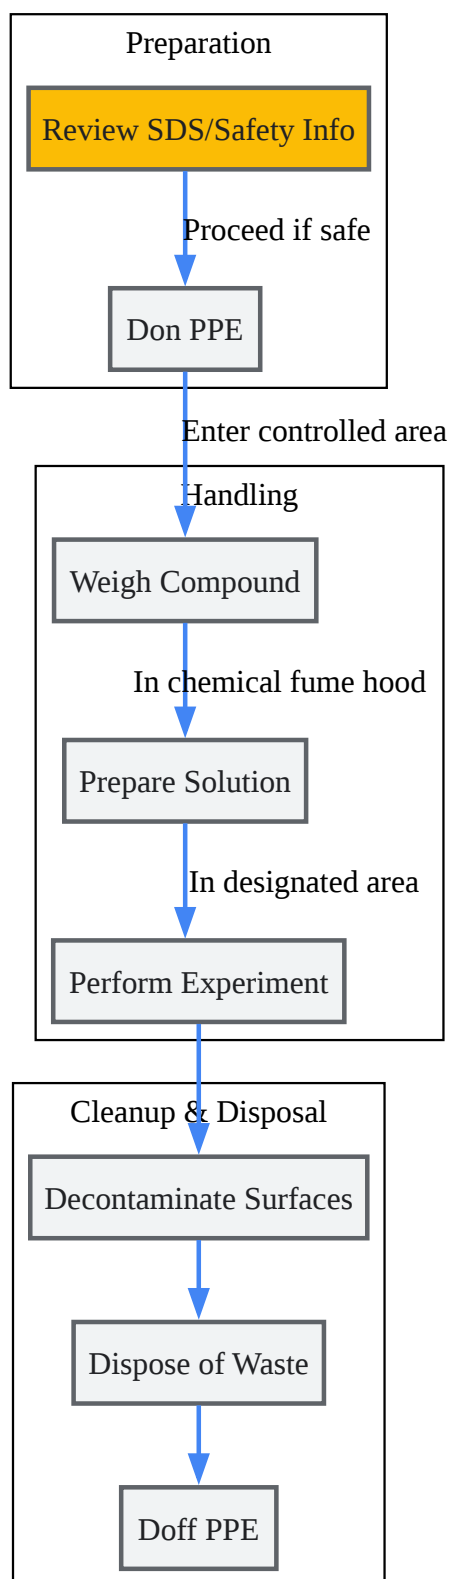 Preparation
Review SDS/Safety Info
Proceed if safe
Don PPE
Enter controlled area
Handling
Weigh Compound
In chemical fume hood
Prepare Solution
In designated area
Perform Experiment
Cleanup & Disposal
Decontaminate Surfaces
Dispose of Waste
Doff PPE